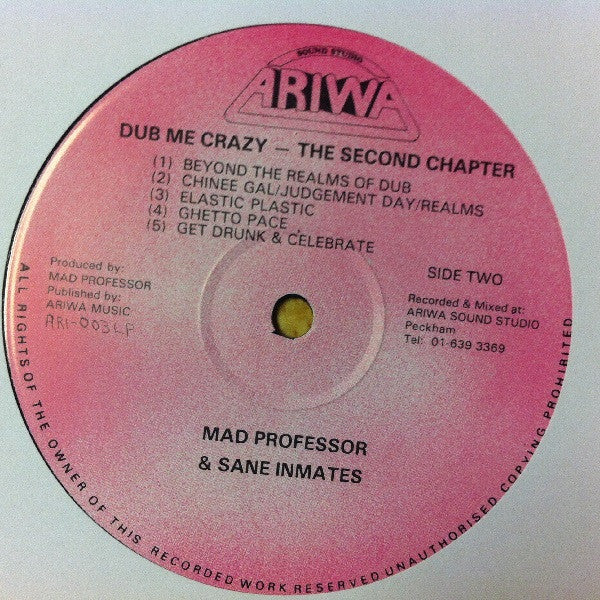 SOUND STUDIO
ARIWA
DUB ME CRAZY — THE SECOND CHAPTER
(1) BEYOND THE REALMS OF DUB
(2) CHINEE GAL/JUDGEMENT DAY/REALMS
(3) ELASTIC PLASTIC
(4) GHETTO PACE
(5) GET DRUNK & CELEBRATE
Produced by:
MAD PROFESSOR
Published by:
ARIWA MUSIC
ARI-003LP
SIDE TWO
Recorded & Mixed at:
ARIWA SOUND STUDIO
Peckham
Tel: 01-639 3369
MAD PROFESSOR
& SANE INMATES
ALL RIGHTS OF THE OWNER OF THIS RECORDED WORK RESERVED UNAUTHORISED COPYING PROHIBITED